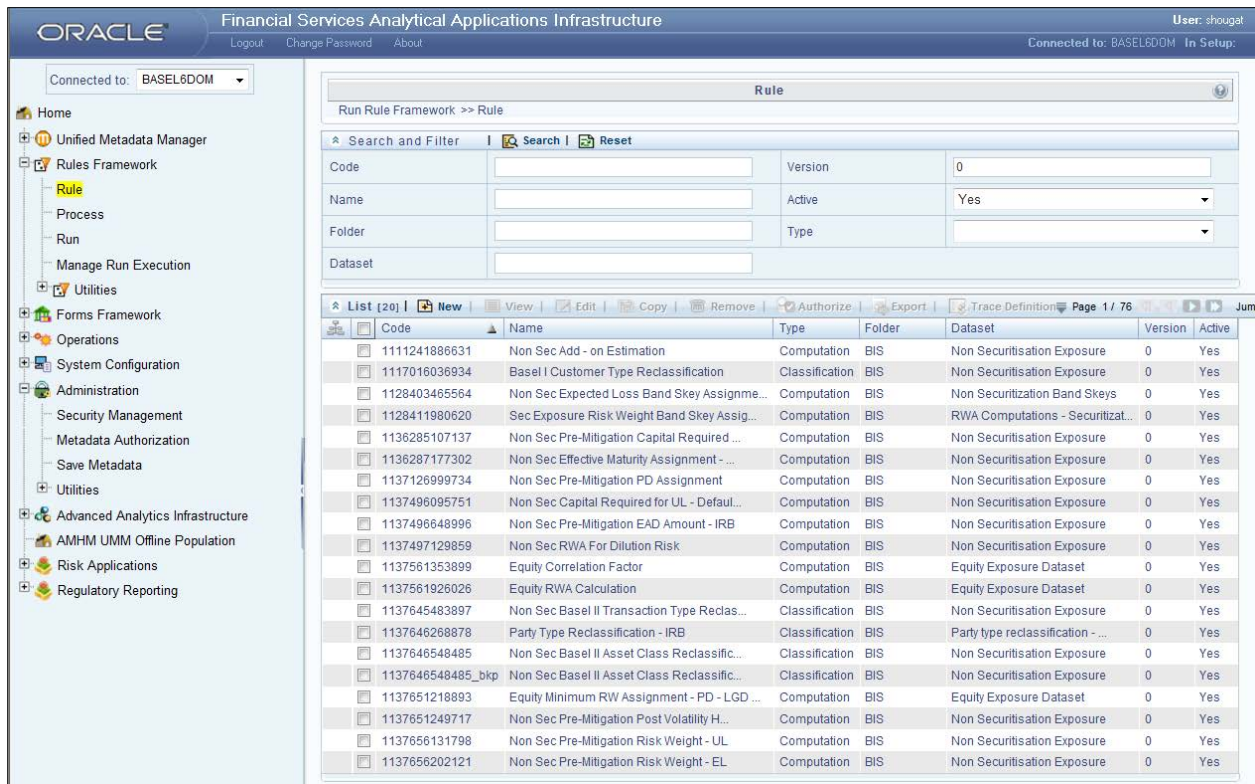 ORACLE
Financial Services Analytical Applications Infrastructure
User: shougat
Logout Change Password About
Connected to: BASEL6DOM In Setup:
Connected to: BASEL6DOM
Home
Unified Metadata Manager
Rules Framework
Rule
Process
Run
Manage Run Execution
Utilities
Forms Framework
Operations
System Configuration
Administration
Security Management
Metadata Authorization
Save Metadata
Utilities
Advanced Analytics Infrastructure
AMHM UMM Offline Population
Risk Applications
Regulatory Reporting
Rule
Run Rule Framework >> Rule
Search and Filter | Search | Reset
Code Version 0
Name Active Yes
Folder Type
Dataset
List [20] | New | View | Edit | Copy | Remove | Authorize | Export | Trace Definition Page 1 / 76 Jum
Code Name Type Folder Dataset Version Active
1111241886631 Non Sec Add - on Estimation Computation BIS Non Securitisation Exposure 0 Yes
1117016036934 Basel I Customer Type Reclassification Classification BIS Non Securitisation Exposure 0 Yes
1128403465564 Non Sec Expected Loss Band Skey Assignme... Computation BIS Non Securitization Band Skeys 0 Yes
1128411980620 Sec Exposure Risk Weight Band Skey Assig... Computation BIS RWA Computations - Securitizat... 0 Yes
1136285107137 Non Sec Pre-Mitigation Capital Required ... Computation BIS Non Securitisation Exposure 0 Yes
1136287177302 Non Sec Effective Maturity Assignment - ... Computation BIS Non Securitisation Exposure 0 Yes
1137126999734 Non Sec Pre-Mitigation PD Assignment Computation BIS Non Securitisation Exposure 0 Yes
1137496095751 Non Sec Capital Required for UL - Defaul... Computation BIS Non Securitisation Exposure 0 Yes
1137496648996 Non Sec Pre-Mitigation EAD Amount - IRB Computation BIS Non Securitisation Exposure 0 Yes
1137497129859 Non Sec RWA For Dilution Risk Computation BIS Non Securitisation Exposure 0 Yes
1137561353899 Equity Correlation Factor Computation BIS Equity Exposure Dataset 0 Yes
1137561926026 Equity RWA Calculation Computation BIS Equity Exposure Dataset 0 Yes
1137645483897 Non Sec Basel II Transaction Type Reclas... Classification BIS Non Securitisation Exposure 0 Yes
1137646268878 Party Type Reclassification - IRB Classification BIS Party type reclassification - ... 0 Yes
1137646548485 Non Sec Basel II Asset Class Reclassific... Classification BIS Non Securitisation Exposure 0 Yes
1137646548485_bkp Non Sec Basel II Asset Class Reclassific... Classification BIS Non Securitisation Exposure 0 Yes
1137651218893 Equity Minimum RW Assignment - PD - LGD ... Computation BIS Equity Exposure Dataset 0 Yes
1137651249717 Non Sec Pre-Mitigation Post Volatility H... Computation BIS Non Securitisation Exposure 0 Yes
1137656131798 Non Sec Pre-Mitigation Risk Weight - UL Computation BIS Non Securitisation Exposure 0 Yes
1137656202121 Non Sec Pre-Mitigation Risk Weight - EL Computation BIS Non Securitisation Exposure 0 Yes